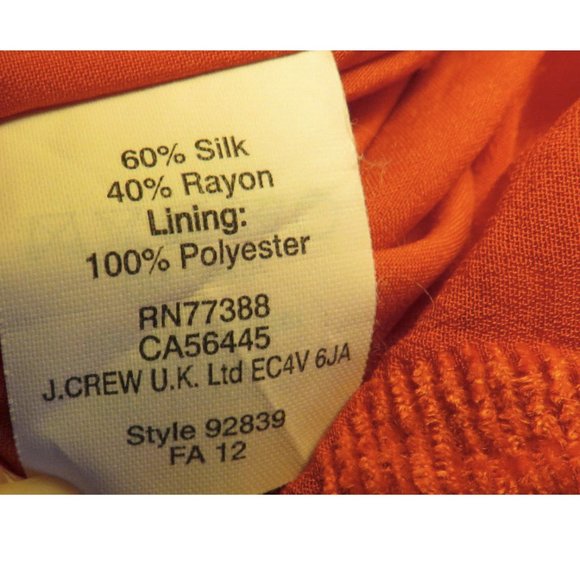 60% Silk
40% Rayon
Lining:
100% Polyester
RN77388
CA56445
J.CREW U.K. Ltd EC4V 6JA
Style 92839
FA 12